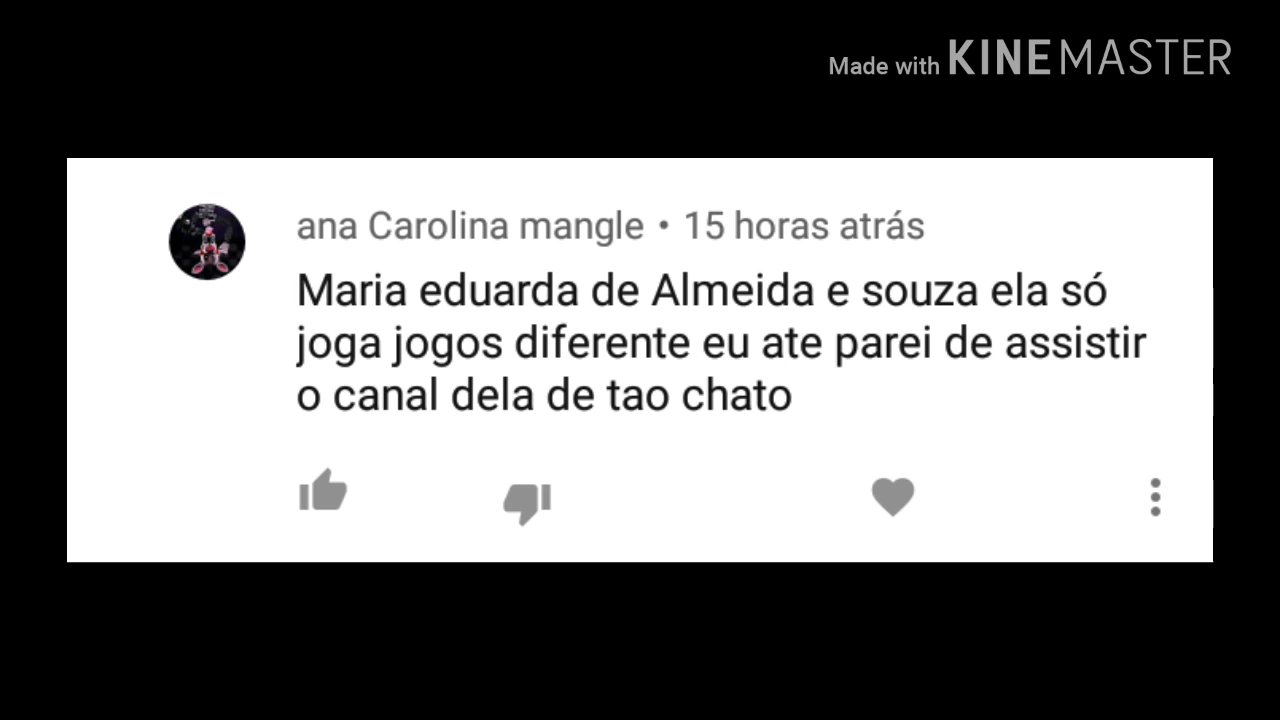 Made with KINEMASTER
ana Carolina mangle • 15 horas atrás
Maria eduarda de Almeida e souza ela só
joga jogos diferente eu ate parei de assistir
o canal dela de tao chato